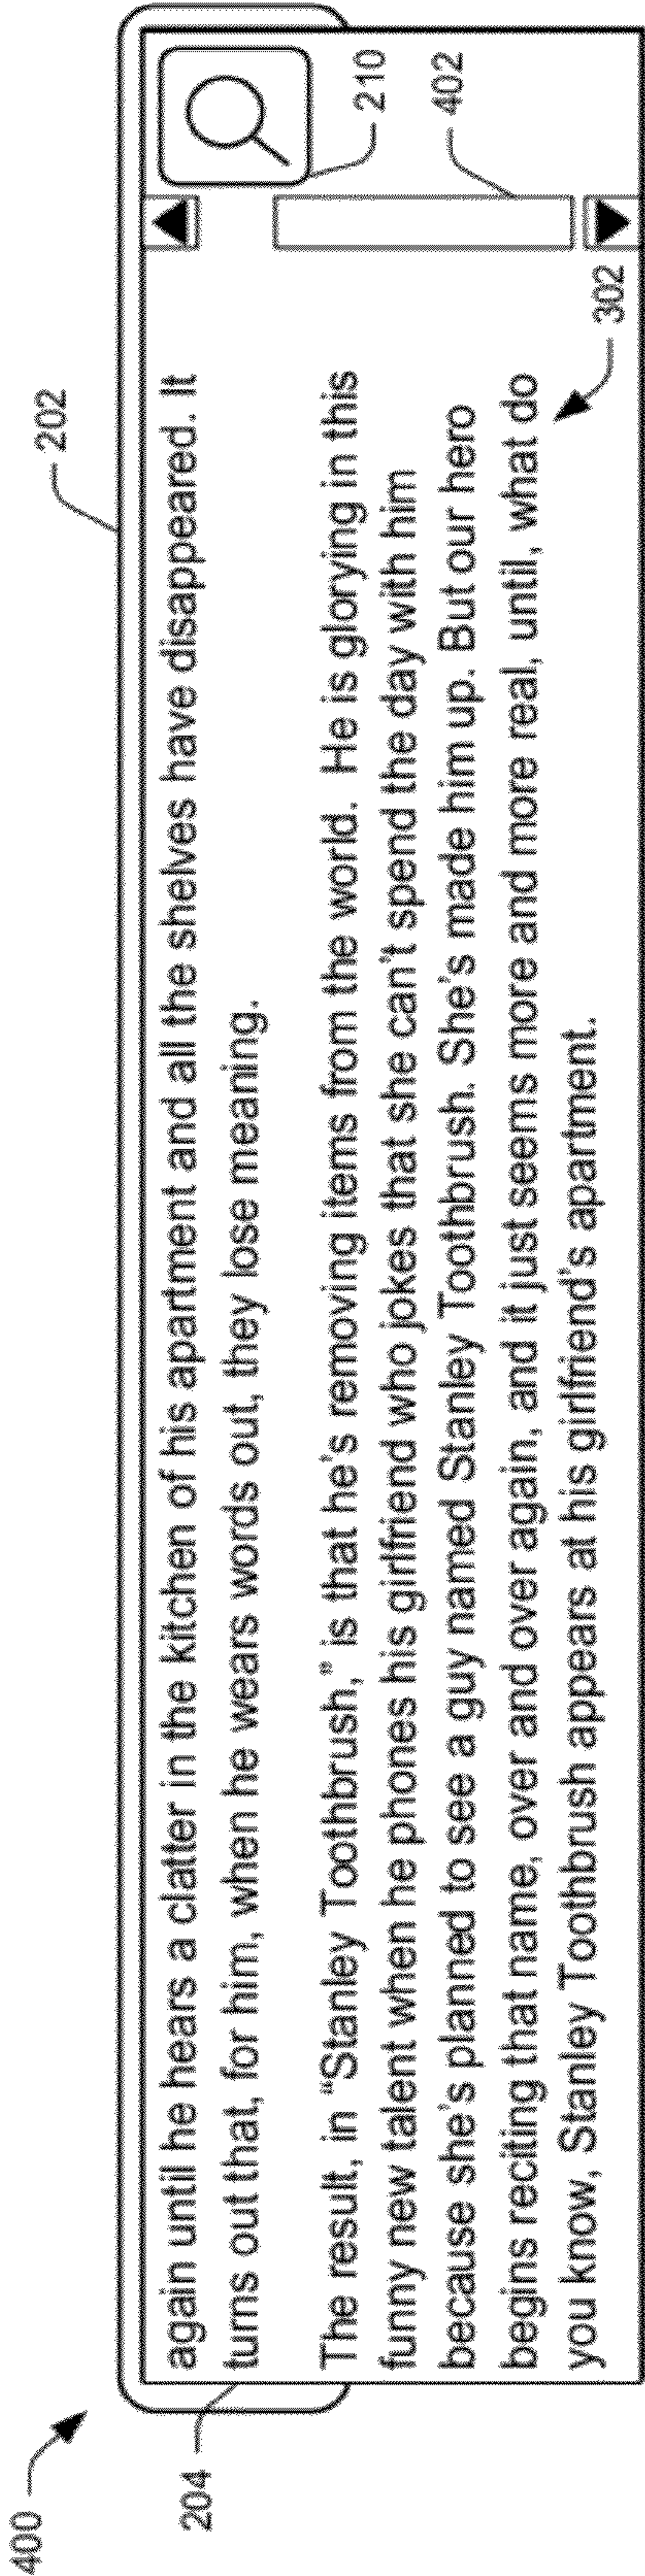 400
202
204
again until he hears a clatter in the kitchen of his apartment and all the shelves have disappeared. It
turns out that, for him, when he wears words out, they lose meaning.
The result, in “Stanley Toothbrush,” is that he's removing items from the world. He is glorying in this
funny new talent when he phones his girlfriend who jokes that she can't spend the day with him
because she's planned to see a guy named Stanley Toothbrush. She's made him up. But our hero
begins reciting that name, over and over again, and it just seems more and more real, until, what do
you know, Stanley Toothbrush appears at his girlfriend's apartment.
210
402
302